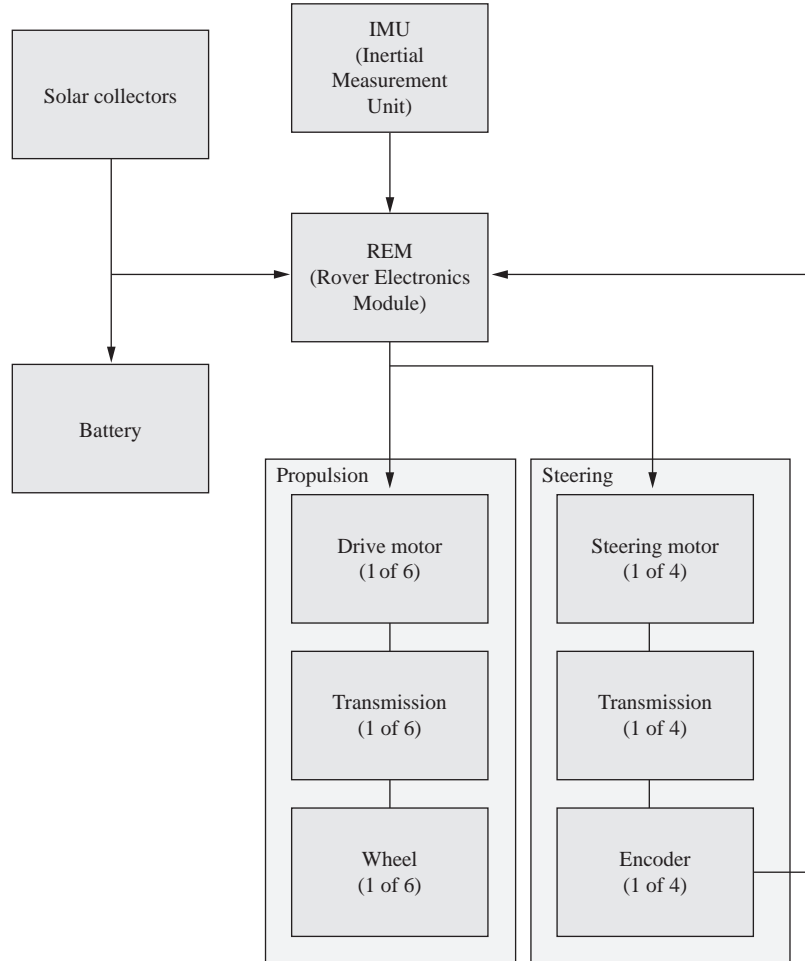 Solar collectors
IMU
(Inertial
Measurement
Unit)
REM
(Rover Electronics
Module)
Battery
Propulsion
Drive motor
(1 of 6)
Transmission
(1 of 6)
Wheel
(1 of 6)
Steering
Steering motor
(1 of 4)
Transmission
(1 of 4)
Encoder
(1 of 4)